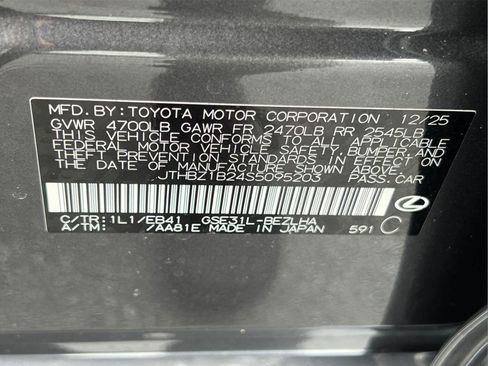 MFD. BY: TOYOTA MOTOR CORPORATION 12/25
GVWR 4700LB GAWR FR 2470LB RR 2545LB
THIS VEHICLE CONFORMS TO ALL APPLICABLE
FEDERAL MOTOR VEHICLE SAFETY, BUMPER, AND
THEFT PREVENTION STANDARDS IN EFFECT ON
THE DATE OF MANUFACTURE SHOWN ABOVE.
JTHBZ1B24S5095203 PASS.CAR
C/TR:1L1/EB41 GSE31L-BEZLHA
A/TM: 7AA81E MADE IN JAPAN 591 C